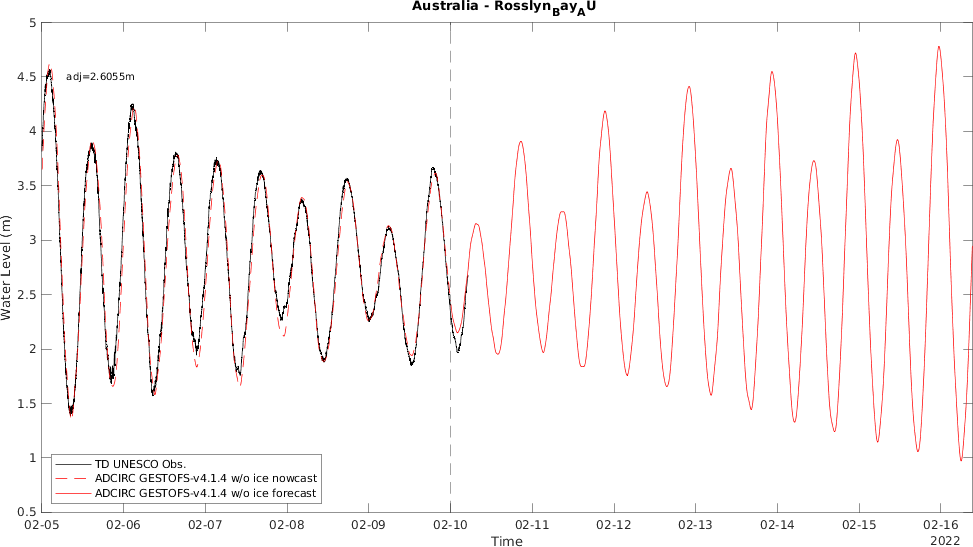 Australia - Rosslyn_Bay_AU
5
4.5
4
3.5
3
2.5
2
1.5
1
0.5
Water Level (m)
adj=2.6055m
TD UNESCO Obs.
ADCIRC GESTOFS-v4.1.4 w/o ice nowcast
ADCIRC GESTOFS-v4.1.4 w/o ice forecast
02-05 02-06 02-07 02-08 02-09 02-10 02-11 02-12 02-13 02-14 02-15 02-16
Time
2022